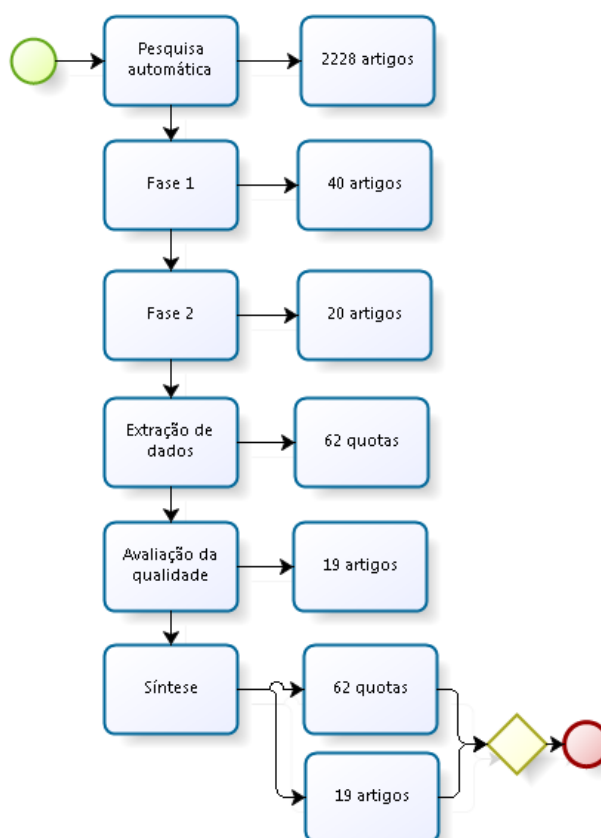 Pesquisa
automática
2228 artigos
Fase 1
40 artigos
Fase 2
20 artigos
Extração de
dados
62 quotas
Avaliação da
qualidade
19 artigos
Síntese
62 quotas
19 artigos